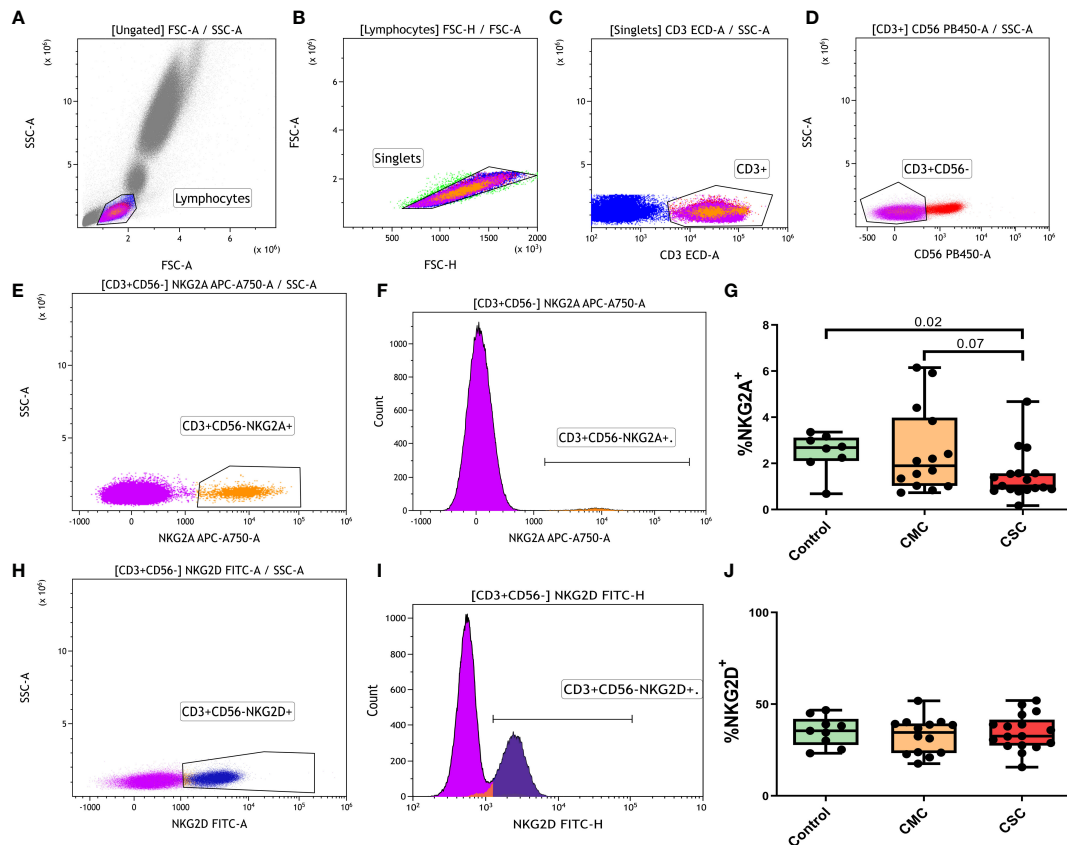 A
[Ungated] FSC-A / SSC-A
(x 10⁶)
SSC-A
10
5
Lymphocytes
2
4
6
(x 10⁶)
FSC-A
B
[Lymphocytes] FSC-H / FSC-A
(x 10⁶)
FSC-A
6
4
2
Singlets
500
1000
1500
2000
(x 10³)
FSC-H
C
[Singlets] CD3 ECD-A / SSC-A
(x 10⁶)
SSC-A
10
5
CD3+
10²
10³
10⁴
10⁵
10⁶
CD3 ECD-A
D
[CD3+] CD56 PB450-A / SSC-A
(x 10⁶)
SSC-A
10
5
CD3+CD56-
-500
0
10³
10⁴
10⁵
10⁶
CD56 PB450-A
E
[CD3+CD56-] NKG2A APC-A750-A / SSC-A
(x 10⁶)
SSC-A
10
5
CD3+CD56-NKG2A+
-1000
0
1000
10⁴
10⁵
10⁶
NKG2A APC-A750-A
F
[CD3+CD56-] NKG2A APC-A750-A
Count
1000
800
600
400
200
0
CD3+CD56-NKG2A+.
-1000
0
1000
10⁴
10⁵
10⁶
NKG2A APC-A750-A
G
%NKG2A⁺
8
6
4
2
0
0.02
0.07
Control
CMC
CSC
H
[CD3+CD56-] NKG2D FITC-A / SSC-A
(x 10⁶)
SSC-A
10
5
CD3+CD56-NKG2D+
-1000
0
1000
10⁴
10⁵
10⁶
NKG2D FITC-A
I
[CD3+CD56-] NKG2D FITC-H
Count
1000
800
600
400
200
0
CD3+CD56-NKG2D+.
10²
10³
10⁴
10⁵
10
NKG2D FITC-H
J
%NKG2D⁺
100
50
0
Control
CMC
CSC